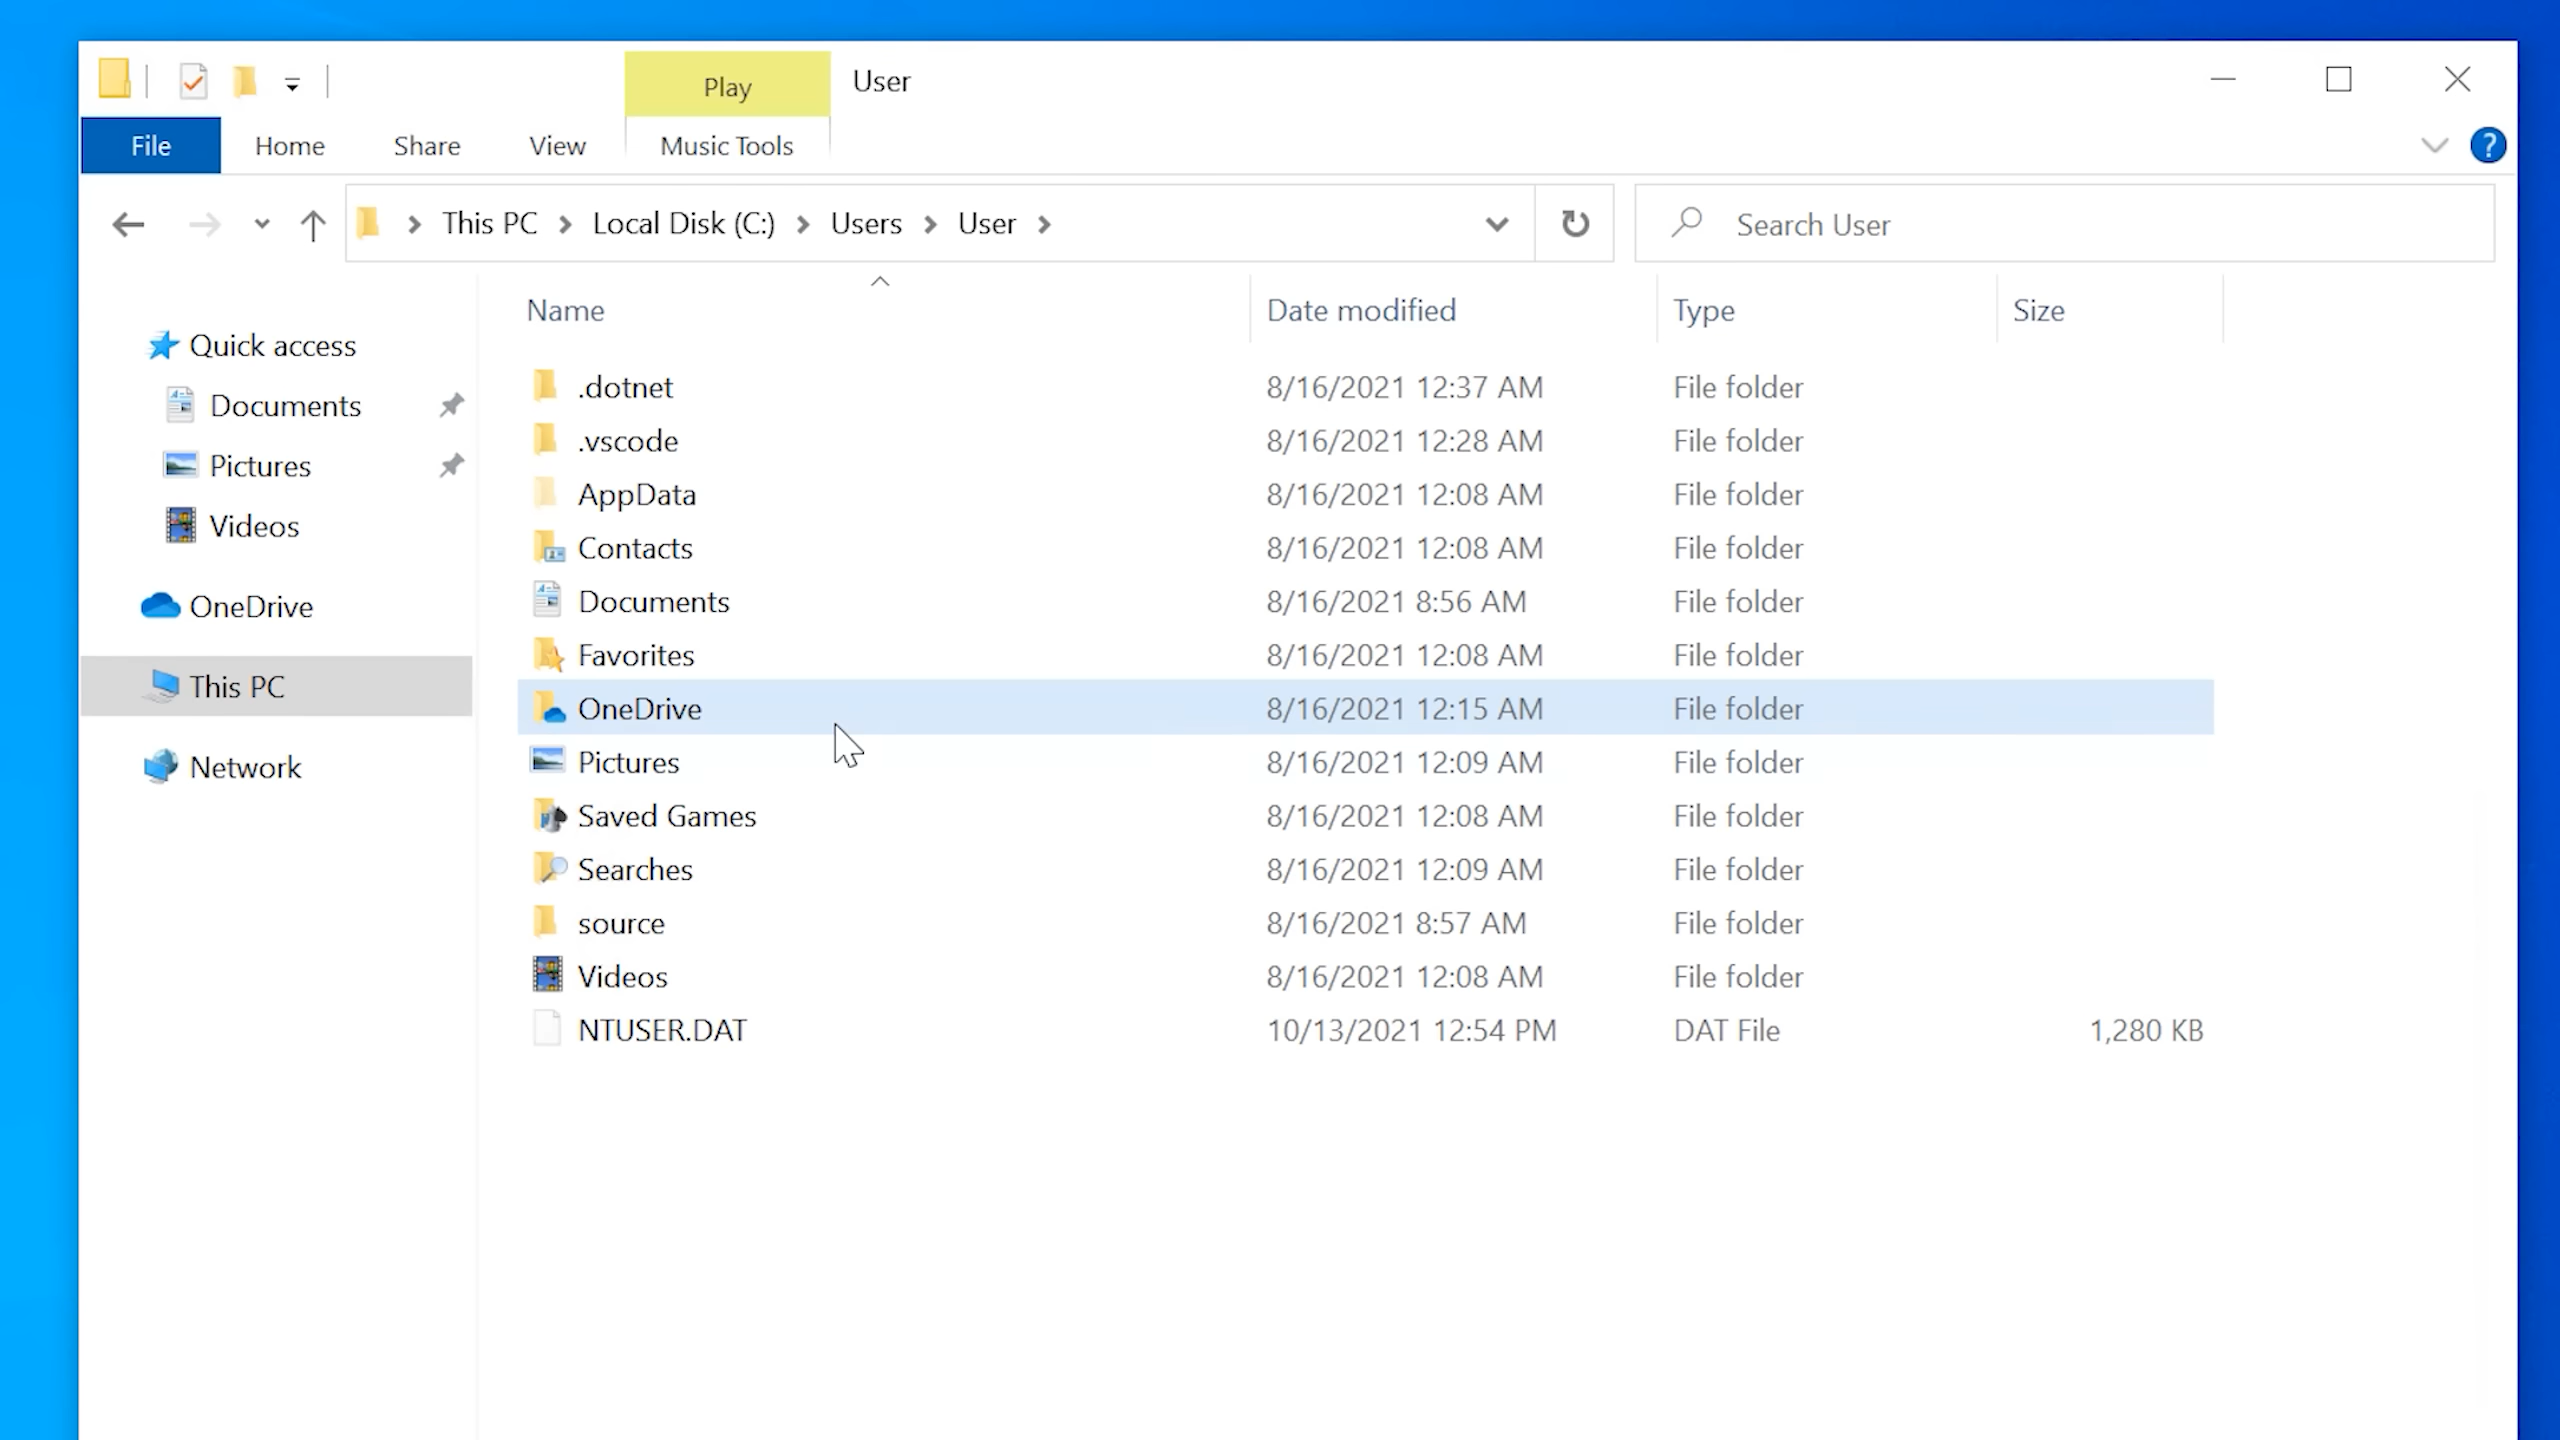 Play
User
File
Home
Share
View
Music Tools
?
This PC
Local Disk (C:)
Users
User
Search User
Quick access
Documents
Pictures
Videos
OneDrive
This PC
Network
Name
Date modified
Type
Size
.dotnet 8/16/2021 12:37 AM File folder
.vscode 8/16/2021 12:28 AM File folder
AppData 8/16/2021 12:08 AM File folder
Contacts 8/16/2021 12:08 AM File folder
Documents 8/16/2021 8:56 AM File folder
Favorites 8/16/2021 12:08 AM File folder
OneDrive 8/16/2021 12:15 AM File folder
Pictures 8/16/2021 12:09 AM File folder
Saved Games 8/16/2021 12:08 AM File folder
Searches 8/16/2021 12:09 AM File folder
source 8/16/2021 8:57 AM File folder
Videos 8/16/2021 12:08 AM File folder
NTUSER.DAT 10/13/2021 12:54 PM DAT File 1,280 KB